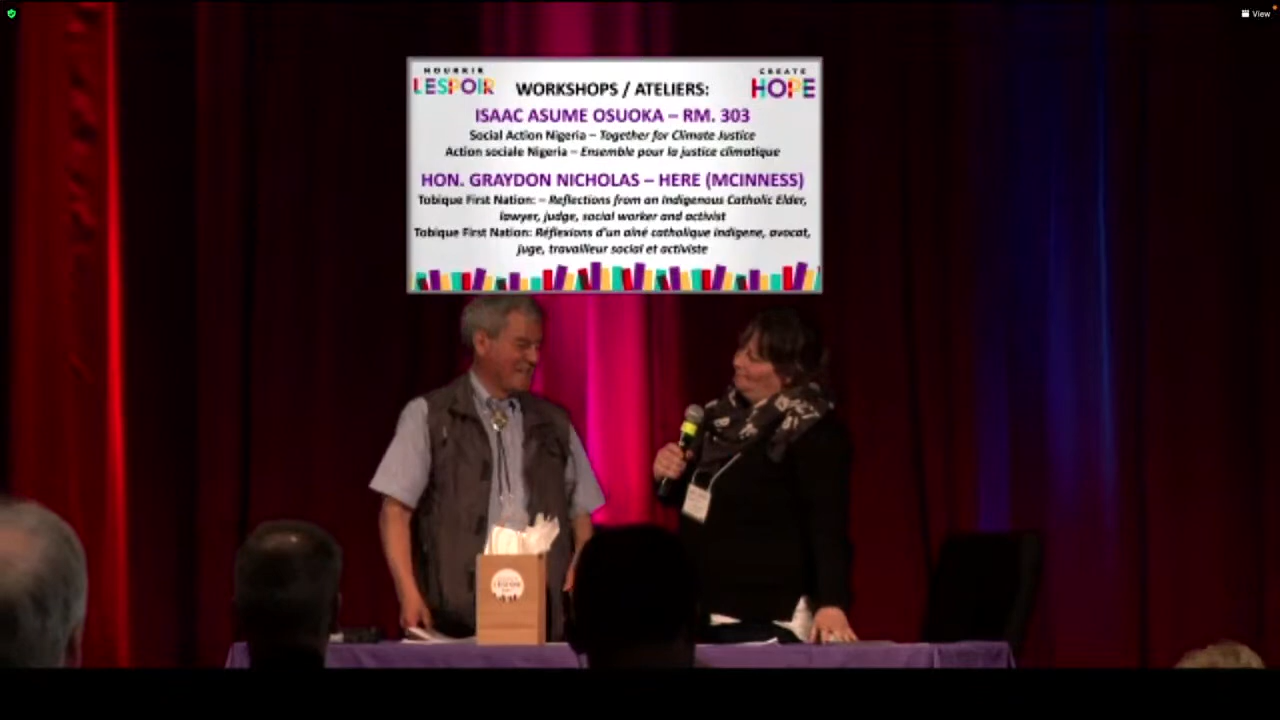 View
NOURRIR
L'ESPOIR
CREATE
HOPE
WORKSHOPS / ATELIERS:
ISAAC ASUME OSUOKA – RM. 303
Social Action Nigeria – Together for Climate Justice
Action sociale Nigeria – Ensemble pour la justice climatique
HON. GRAYDON NICHOLAS – HERE (MCINNESS)
Tobique First Nation: – Reflections from an Indigenous Catholic Elder,
lawyer, judge, social worker and activist
Tobique First Nation: Réflexions d'un aîné catholique indigene, avocat,
juge, travailleur social et activiste